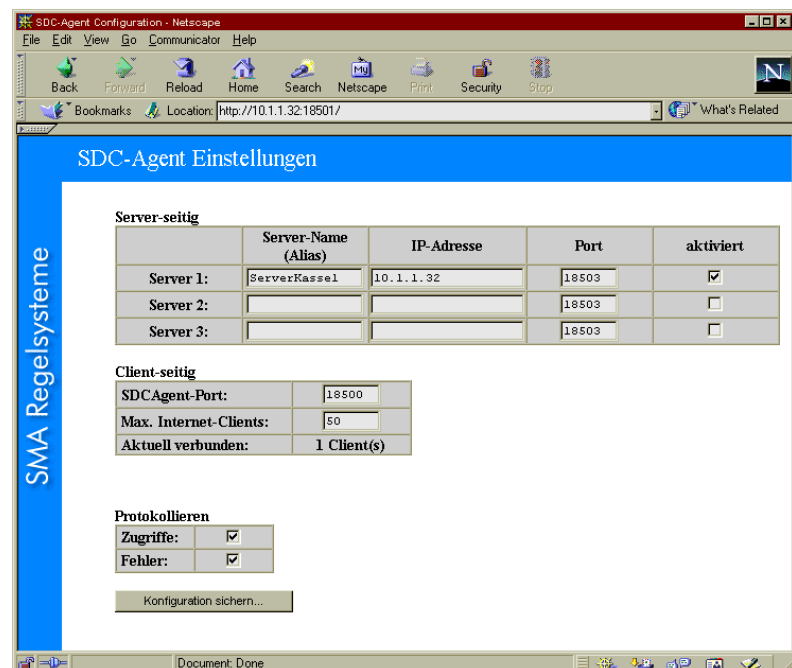 SDC-Agent Configuration - Netscape
File Edit View Go Communicator Help
Back Forward Reload Home Search Netscape Print Security Stop
My
N
Bookmarks Location: http://10.1.1.32:18501/ What's Related
SDC-Agent Einstellungen
SMA Regelsysteme
Server-seitig
Server-Name (Alias) IP-Adresse Port aktiviert
Server 1: ServerKassel 10.1.1.32 18503
Server 2: 18503
Server 3: 18503
Client-seitig
SDCAgent-Port: 18500
Max. Internet-Clients: 50
Aktuell verbunden: 1 Client(s)
Protokollieren
Zugriffe:
Fehler:
Konfiguration sichern...
Document: Done